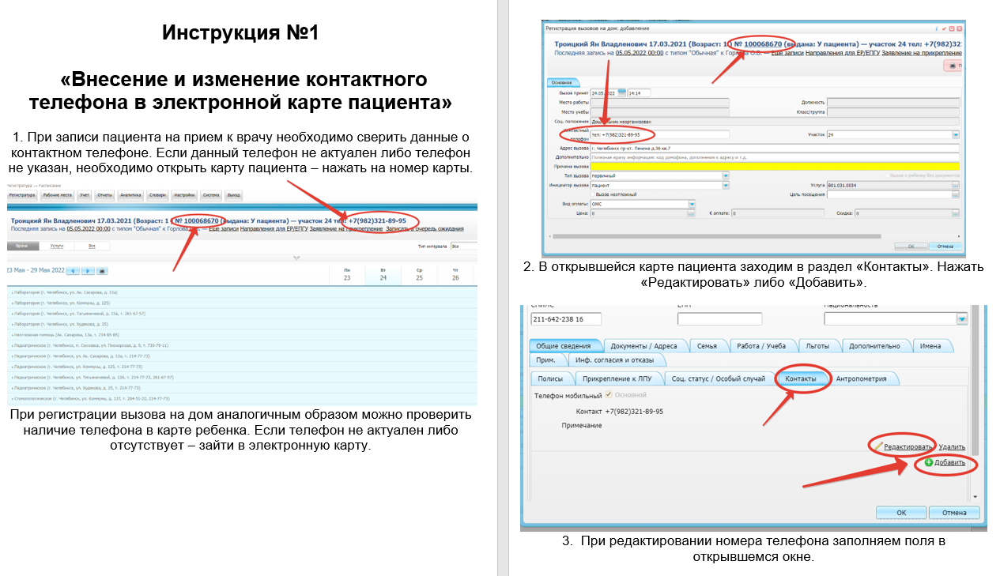 Инструкция №1
«Внесение и изменение контактного
телефона в электронной карте пациента»
1. При записи пациента на прием к врачу необходимо сверить данные о
контактном телефоне. Если данный телефон не актуален либо телефон
не указан, необходимо открыть карту пациента – нажать на номер карты.
Регистратура → Расписание
Регистратура Рабочие места Учет Отчеты Аналитика Словари Настройки Система Выход
Троицкий Ян Владленович 17.03.2021 (Возраст: 1 ) № 100068670 (выдана: У пациента) — участок 24 тел: +7(982)321-89-95
Последняя запись на 05.05.2022 00:00 с типом "Обычная" к Еще записи Направления для ЕР/ЕПГУ Заявление на прикрепление Записать в очередь ожидания
Врачи Услуги Все Тип интервала Все
23 Мая - 29 Мая 2022
Пн Вт Ср Чт
23 24 25 26
Лаборатория (г. Челябинск, ул. Ак. Сахарова, д. 13а)
Лаборатория (г. Челябинск, ул. Коммуны, д. 125)
Лаборатория (г. Челябинск, ул. Татьяничевой, д. 13а, т. 261-67-57)
Лаборатория (г. Челябинск, ул. Худякова, д. 25)
Неотложная помощь (Ак. Сахарова, 13а, т. 214-85-85)
Педиатрическое (г. Челябинск, п. Сосновка, ул. Пионерская, д. 9, т. 730-79-11)
Педиатрическое (г. Челябинск, ул. Ак. Сахарова, д. 13а, т. 214-77-73)
Педиатрическое (г. Челябинск, ул. Коммуны, д. 125, т. 214-77-73)
Педиатрическое (г. Челябинск, ул. Татьяничевой, д. 13А, т. 214-77-73, 261-67-57)
Педиатрическое (г. Челябинск, ул. Худякова, д. 25, т. 214-77-73)
Стоматологическое (г. Челябинск, ул. Коммуны, д. 137, т. 264-51-22, 214-77-73)
При регистрации вызова на дом аналогичным образом можно проверить
наличие телефона в карте ребенка. Если телефон не актуален либо
отсутствует – зайти в электронную карту.
Регистрация вызовов на дом: добавление
Троицкий Ян Владленович 17.03.2021 (Возраст: 1 ) № 100068670 (выдана: У пациента) — участок 24 тел: +7(982)32
Последняя запись на 05.05.2022 00:00 с типом "Обычная" к Еще записи Направления для ЕР/ЕПГУ Заявление на прикрепление
Основное
Вызов принят 24.05.2022 14:14
Место работы Должность
Место учебы Класс/группа
Соц. положение Дошкольник неорганизован
Контактный телефон тел: +7(982)321-89-95 Участок 24
Адрес вызова г. Челябинск пр-кт. Ленина д.36 кв.7
Дополнительно Полезная врачу информация: код домофона, дополнения к адресу и т.д.
Причина вызова
Тип вызова первичный Вызов к ребенку без документов
Инициатор вызова пациент Услуга B01.031.0034
Вызов неотложный Цель посещения
Вид оплаты: ОМС
Цена: 0 К оплате: 0 Скидка: 0
ОК Отмена
2. В открывшейся карте пациента заходим в раздел «Контакты». Нажать
«Редактировать» либо «Добавить».
СНИЛС ЕНП Национальность
211-642-238 16
Общие сведения Документы / Адреса Семья Работа / Учеба Льготы Дополнительно Имена
Прим. Инф. согласия и отказы
Полисы Прикрепление к ЛПУ Соц. статус / Особый случай Контакты Антропометрия
Телефон мобильный Основной
Контакт +7(982)321-89-95
Примечание
Редактировать Удалить
Добавить
ОК Отмена
3. При редактировании номера телефона заполняем поля в
открывшемся окне.